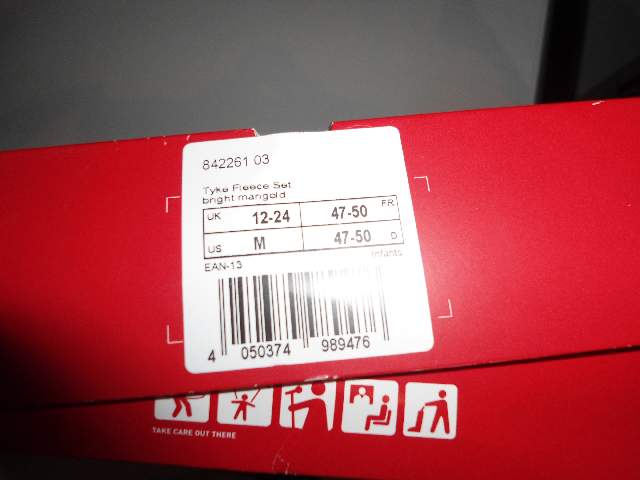 842261 03
Tyke Fleece Set
bright marigold
UK 12-24 47-50 FR
US M 47-50 D
EAN-13 Infants
4 050374 989476
TAKE CARE OUT THERE